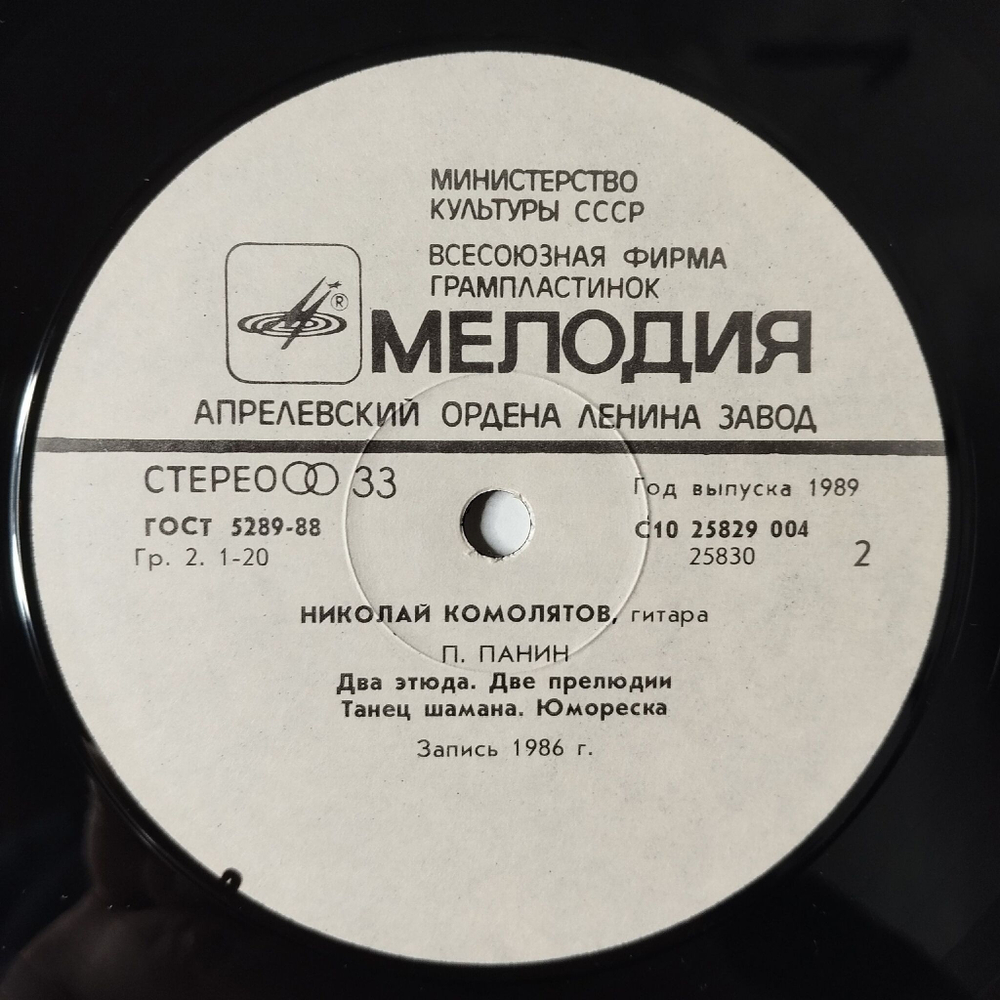 МИНИСТЕРСТВО
КУЛЬТУРЫ СССР
ВСЕСОЮЗНАЯ ФИРМА
ГРАМПЛАСТИНОК
®
МЕЛОДИЯ
АПРЕЛЕВСКИЙ ОРДЕНА ЛЕНИНА ЗАВОД
СТЕРЕО 33
Год выпуска 1989
ГОСТ 5289-88
С10 25829 004
Гр. 2. 1-20
25830
2
НИКОЛАЙ КОМОЛЯТОВ, гитара
П. ПАНИН
Два этюда. Две прелюдии
Танец шамана. Юмореска
Запись 1986 г.